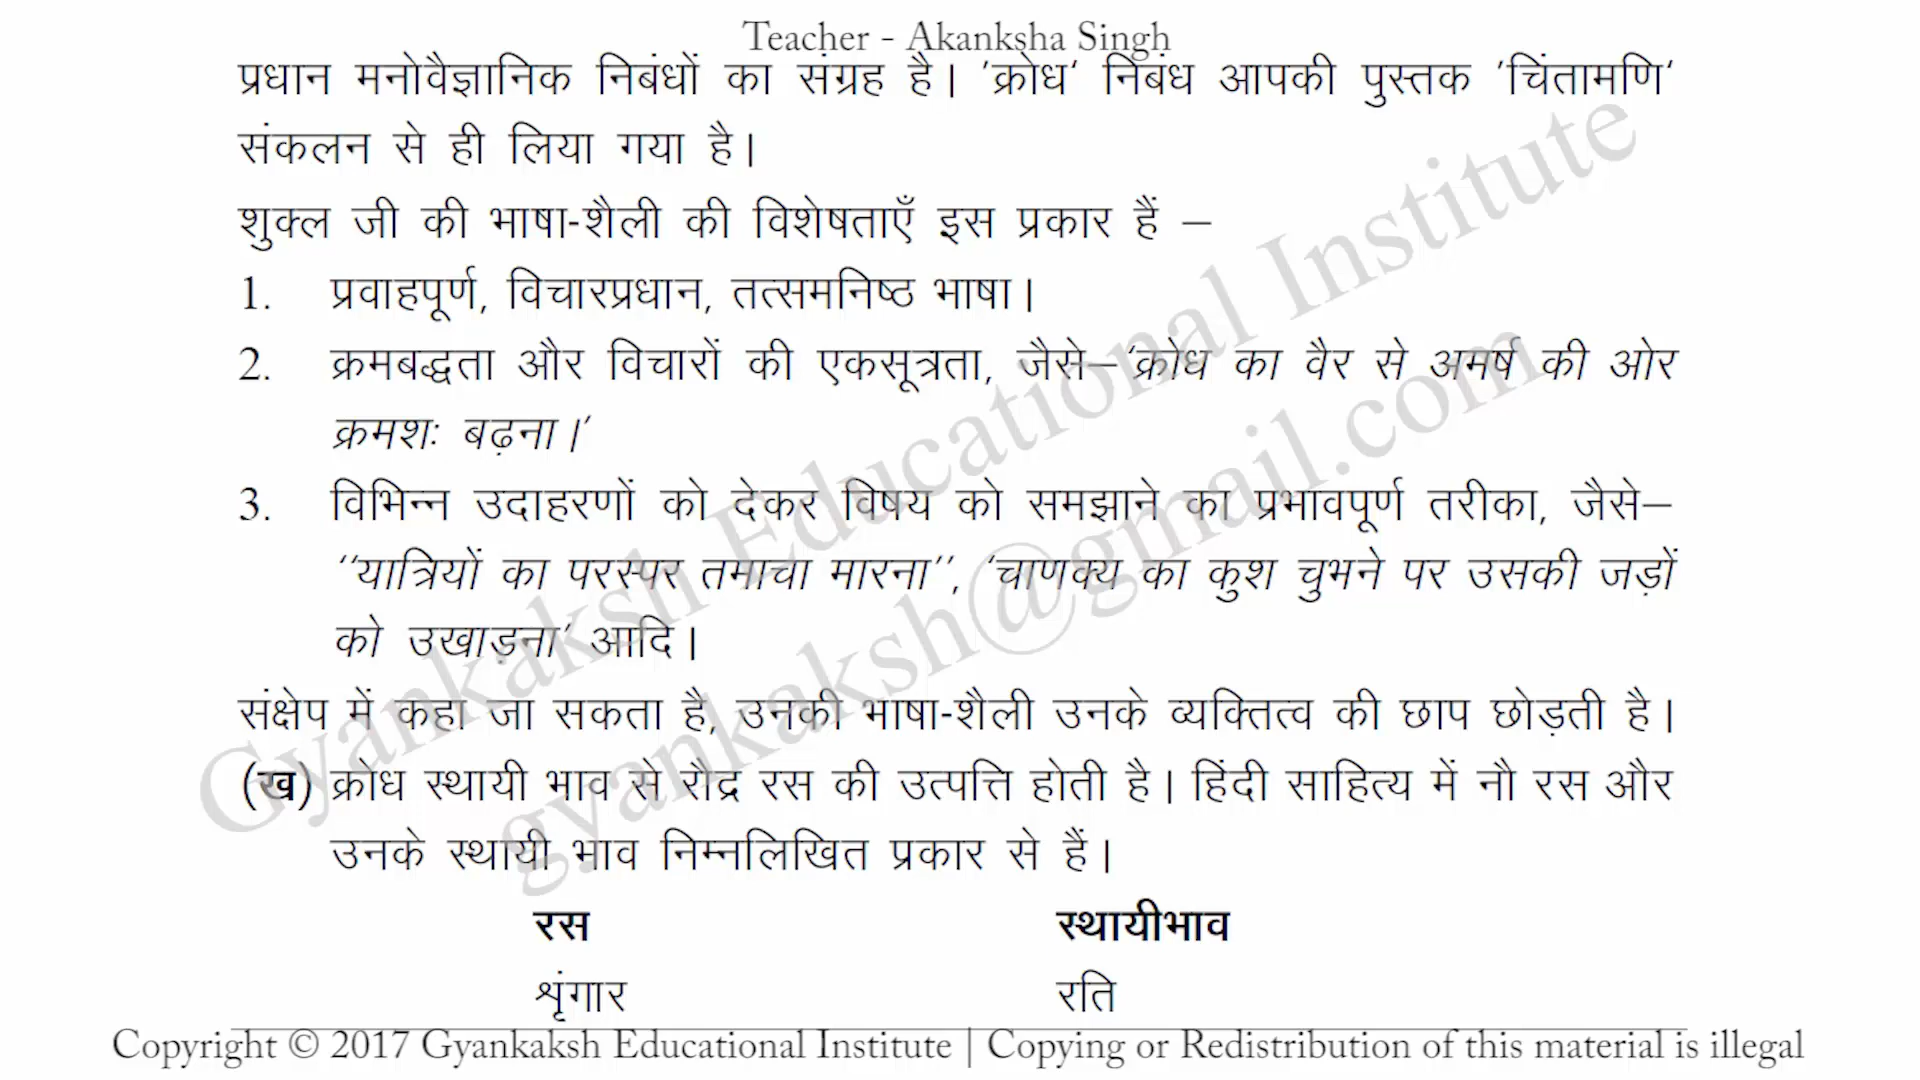 Teacher - Akanksha Singh
प्रधान मनोवैज्ञानिक निबंधों का संग्रह है। 'क्रोध' निबंध आपकी पुस्तक 'चिंतामणि'
संकलन से ही लिया गया है।
शुक्ल जी की भाषा-शैली की विशेषताएँ इस प्रकार हैं –
1. प्रवाहपूर्ण, विचारप्रधान, तत्समनिष्ठ भाषा।
2. क्रमबद्धता और विचारों की एकसूत्रता, जैसे– 'क्रोध का वैर से अमर्ष की ओर
क्रमशः बढ़ना।'
3. विभिन्न उदाहरणों को देकर विषय को समझाने का प्रभावपूर्ण तरीका, जैसे–
''यात्रियों का परस्पर तमाचा मारना'', 'चाणक्य का कुश चुभने पर उसकी जड़ों
को उखाड़ना' आदि।
संक्षेप में कहा जा सकता है, उनकी भाषा-शैली उनके व्यक्तित्व की छाप छोड़ती है।
(ख) क्रोध स्थायी भाव से रौद्र रस की उत्पत्ति होती है। हिंदी साहित्य में नौ रस और
उनके स्थायी भाव निम्नलिखित प्रकार से हैं।
रस स्थायीभाव
शृंगार रति
Gyankaksh Educational Institute
gyankaksh@gmail.com
Copyright © 2017 Gyankaksh Educational Institute | Copying or Redistribution of this material is illegal